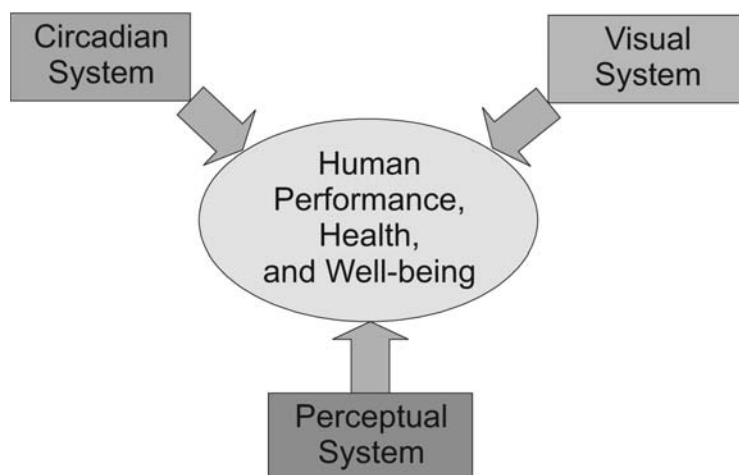 Circadian
System
Visual
System
Human
Performance,
Health,
and Well-being
Perceptual
System